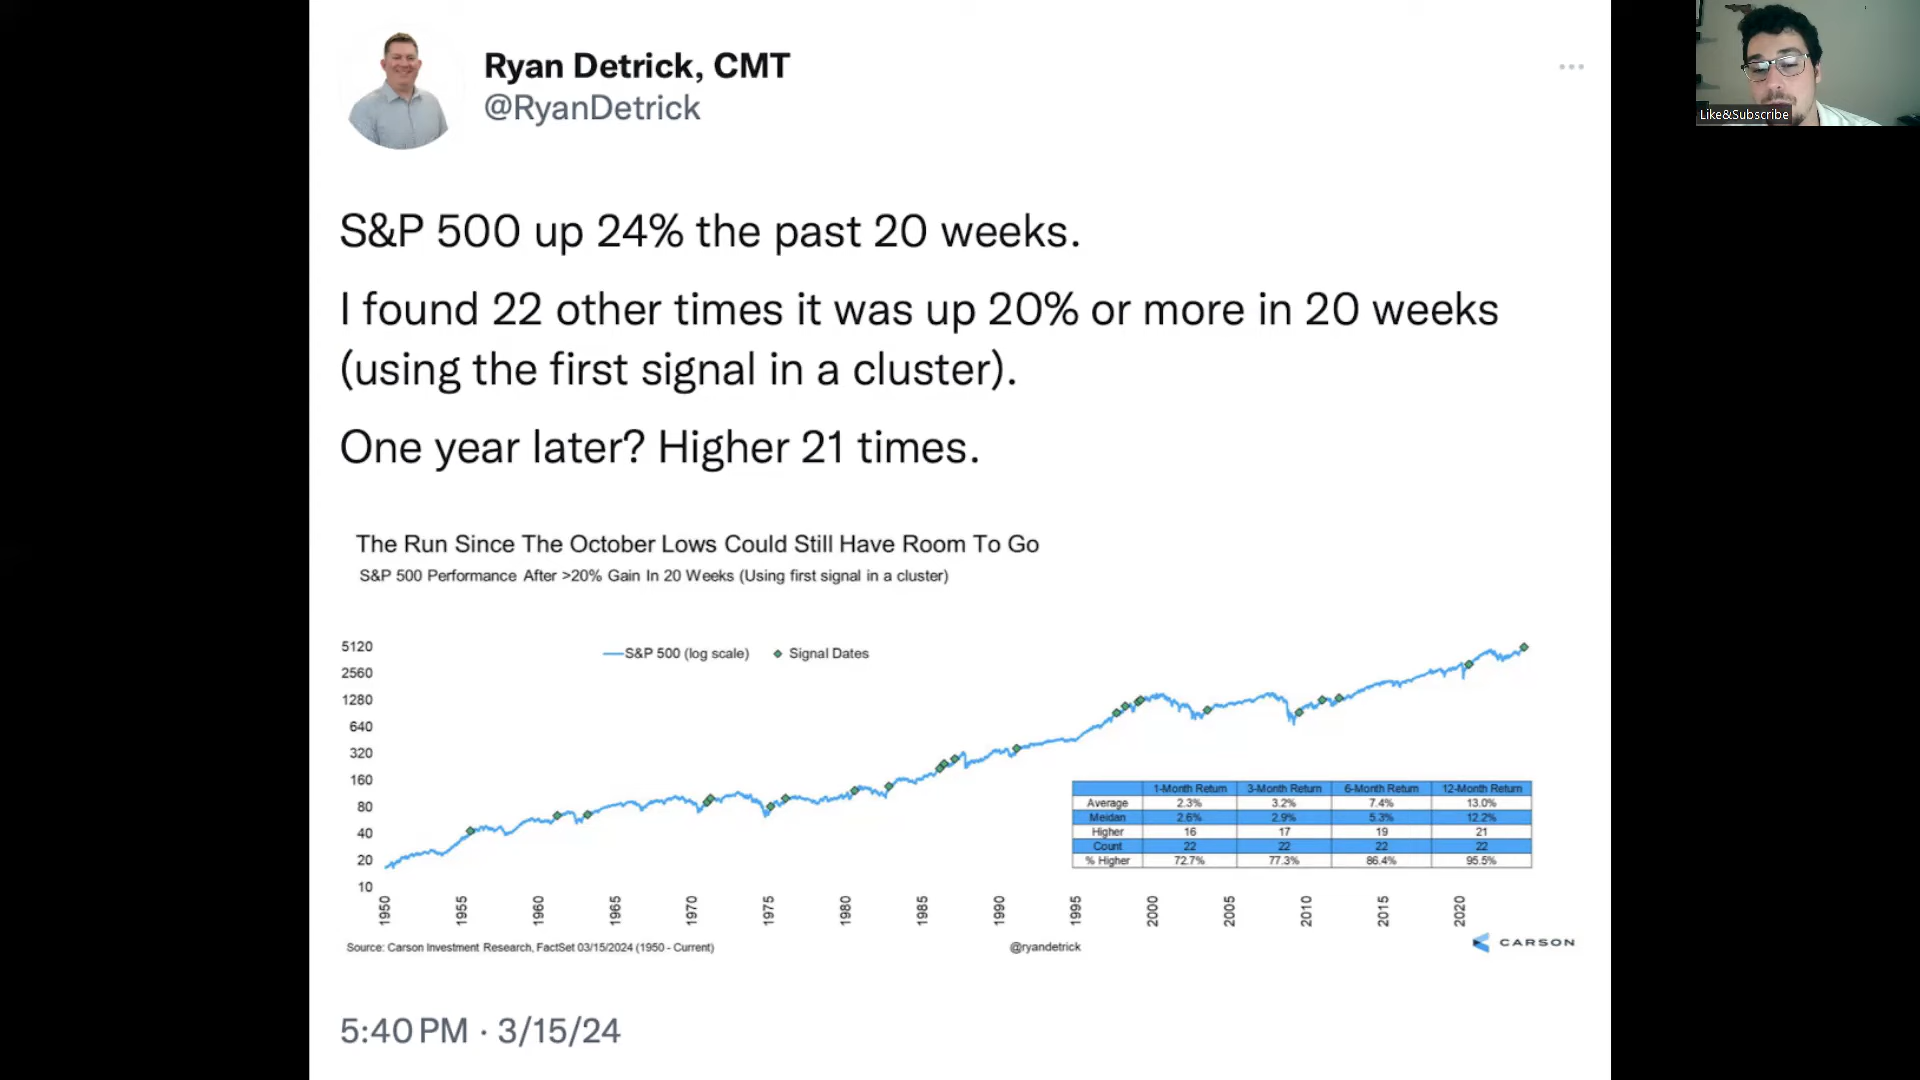 Ryan Detrick, CMT
@RyanDetrick
Like&Subscribe
S&P 500 up 24% the past 20 weeks.
I found 22 other times it was up 20% or more in 20 weeks
(using the first signal in a cluster).
One year later? Higher 21 times.
The Run Since The October Lows Could Still Have Room To Go
S&P 500 Performance After >20% Gain In 20 Weeks (Using first signal in a cluster)
S&P 500 (log scale) Signal Dates
5120
2560
1280
640
320
160
80
40
20
10
1-Month Return 3-Month Return 6-Month Return 12-Month Return
Average 2.3% 3.2% 7.4% 13.0%
Meidan 2.6% 2.9% 5.3% 12.2%
Higher 16 17 19 21
Count 22 22 22 22
% Higher 72.7% 77.3% 86.4% 95.5%
1950 1955 1960 1965 1970 1975 1980 1985 1990 1995 2000 2005 2010 2015 2020
Source: Carson Investment Research, FactSet 03/15/2024 (1950 - Current) @ryandetrick CARSON
5:40 PM · 3/15/24